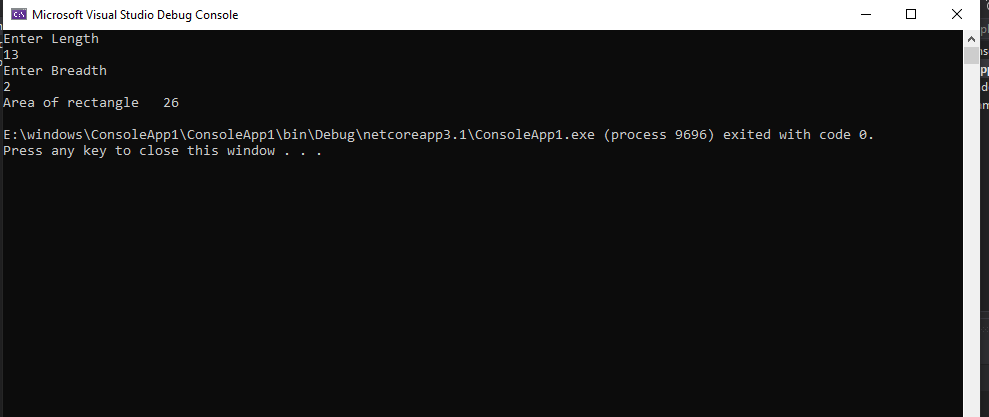 Microsoft Visual Studio Debug Console
Enter Length
13
Enter Breadth
2
Area of rectangle   26
E:\windows\ConsoleApp1\ConsoleApp1\bin\Debug\netcoreapp3.1\ConsoleApp1.exe (process 9696) exited with code 0.
Press any key to close this window . . .